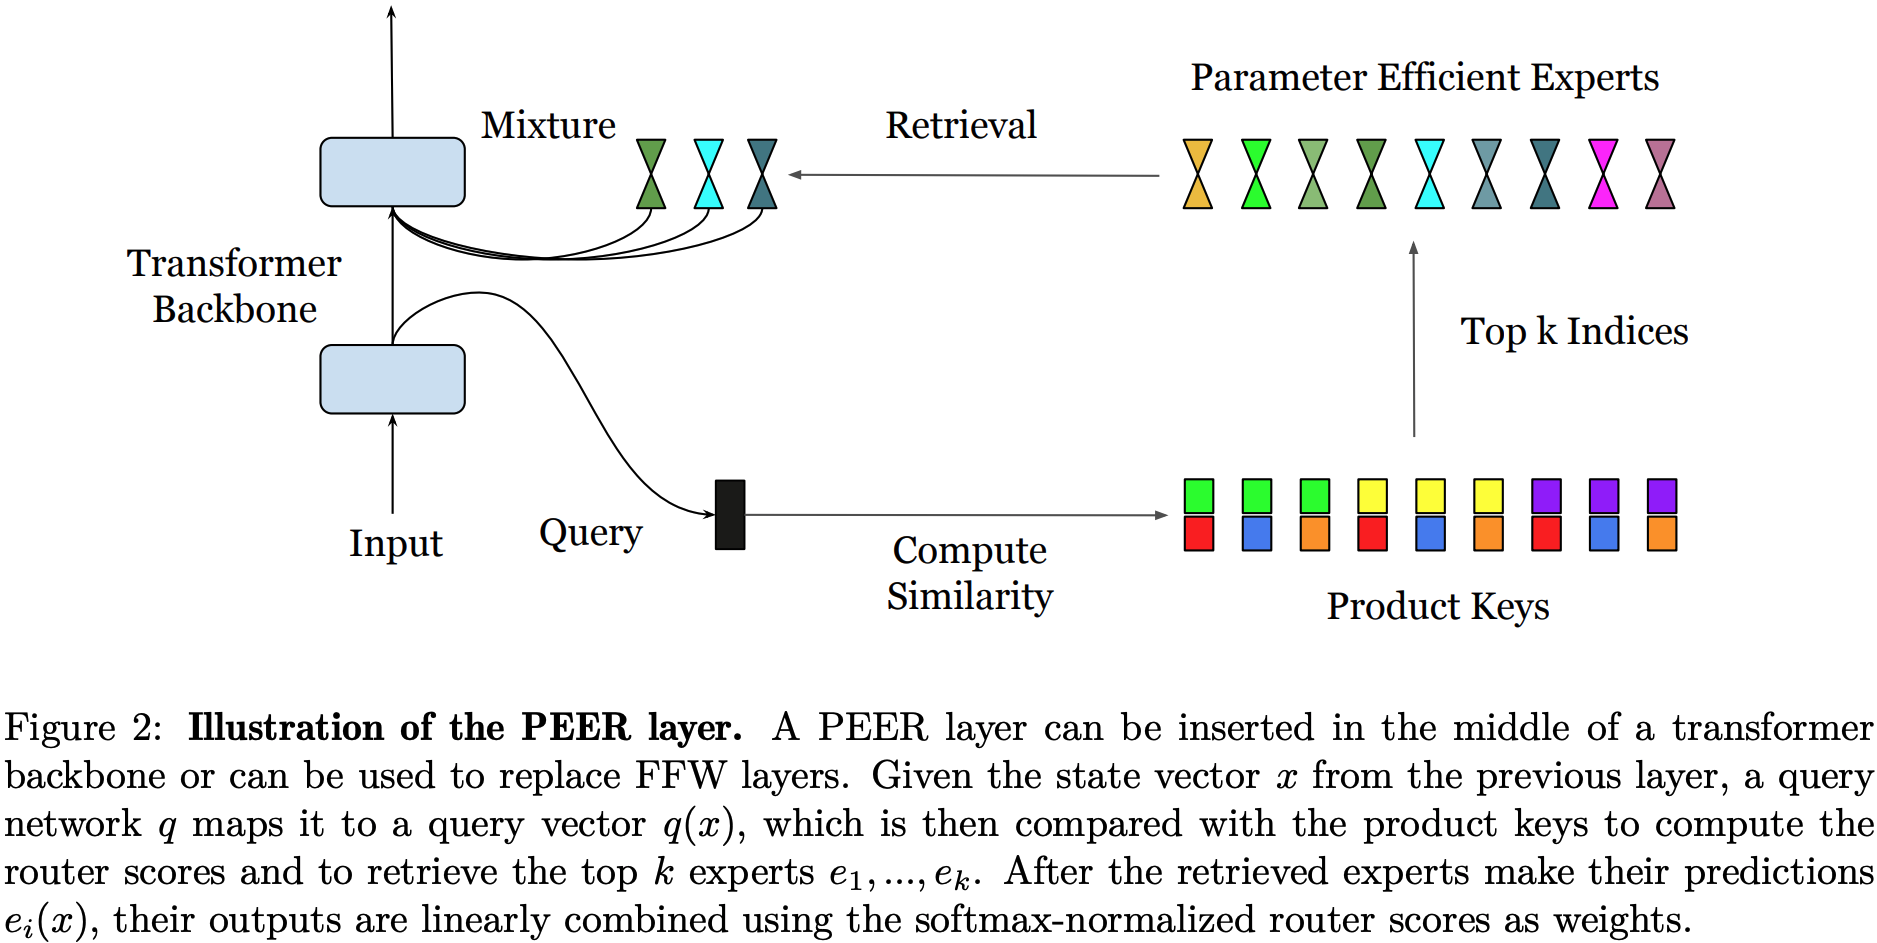 Parameter Efficient Experts
Mixture
Retrieval
Transformer
Backbone
Top k Indices
Input
Query
Compute
Similarity
Product Keys
Figure 2: Illustration of the PEER layer. A PEER layer can be inserted in the middle of a transformer
backbone or can be used to replace FFW layers. Given the state vector x from the previous layer, a query
network q maps it to a query vector q(x), which is then compared with the product keys to compute the
router scores and to retrieve the top k experts e₁, ..., eₖ. After the retrieved experts make their predictions
eᵢ(x), their outputs are linearly combined using the softmax-normalized router scores as weights.